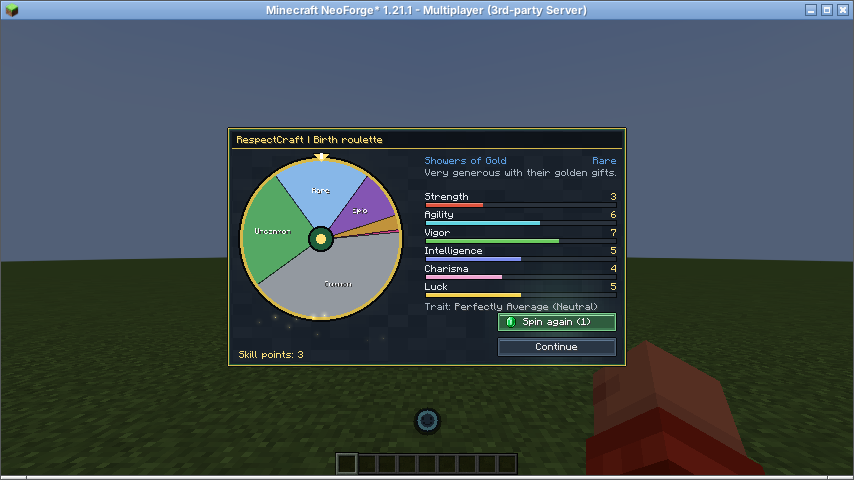 Minecraft NeoForge* 1.21.1 - Multiplayer (3rd-party Server)
RespectCraft | Birth roulette
Showers of Gold Rare
Very generous with their golden gifts.
Strength 3
Agility 6
Vigor 7
Intelligence 5
Charisma 4
Luck 5
Trait: Perfectly Average (Neutral)
Spin again (1)
Continue
Rare
Epic
Uncommon
Common
Skill points: 3